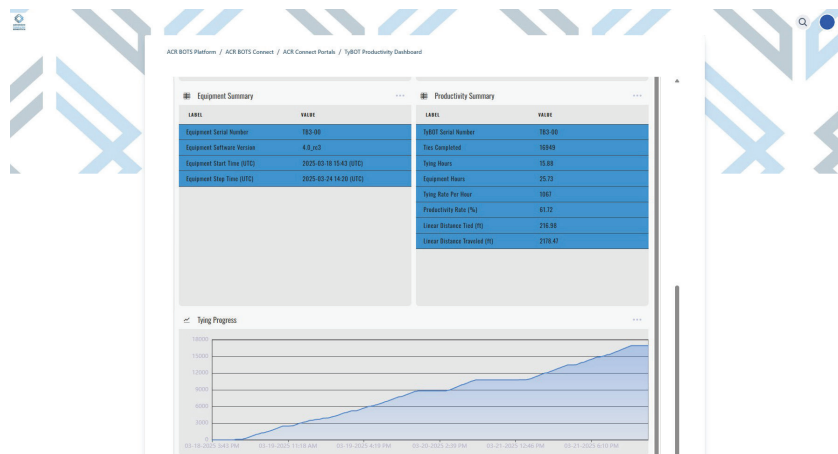 ACR BOTS Platform / ACR BOTS Connect / ACR Connect Portals / TyBOT Productivity Dashboard
Equipment Summary
LABEL VALUE
Equipment Serial Number TB3-00
Equipment Software Version 4.0_rc3
Equipment Start Time (UTC) 2025-03-18 15:43 (UTC)
Equipment Stop Time (UTC) 2025-03-24 14:20 (UTC)
Productivity Summary
LABEL VALUE
TyBOT Serial Number TB3-00
Ties Completed 16949
Tying Hours 15.88
Equipment Hours 25.73
Tying Rate Per Hour 1067
Productivity Rate (%) 61.72
Linear Distance Tied (ft) 216.98
Linear Distance Traveled (ft) 2178.47
Tying Progress
18000
15000
12000
9000
6000
3000
0
03-18-2025 3:43 PM 03-19-2025 11:18 AM 03-19-2025 4:19 PM 03-20-2025 2:39 PM 03-21-2025 12:46 PM 03-21-2025 6:10 PM